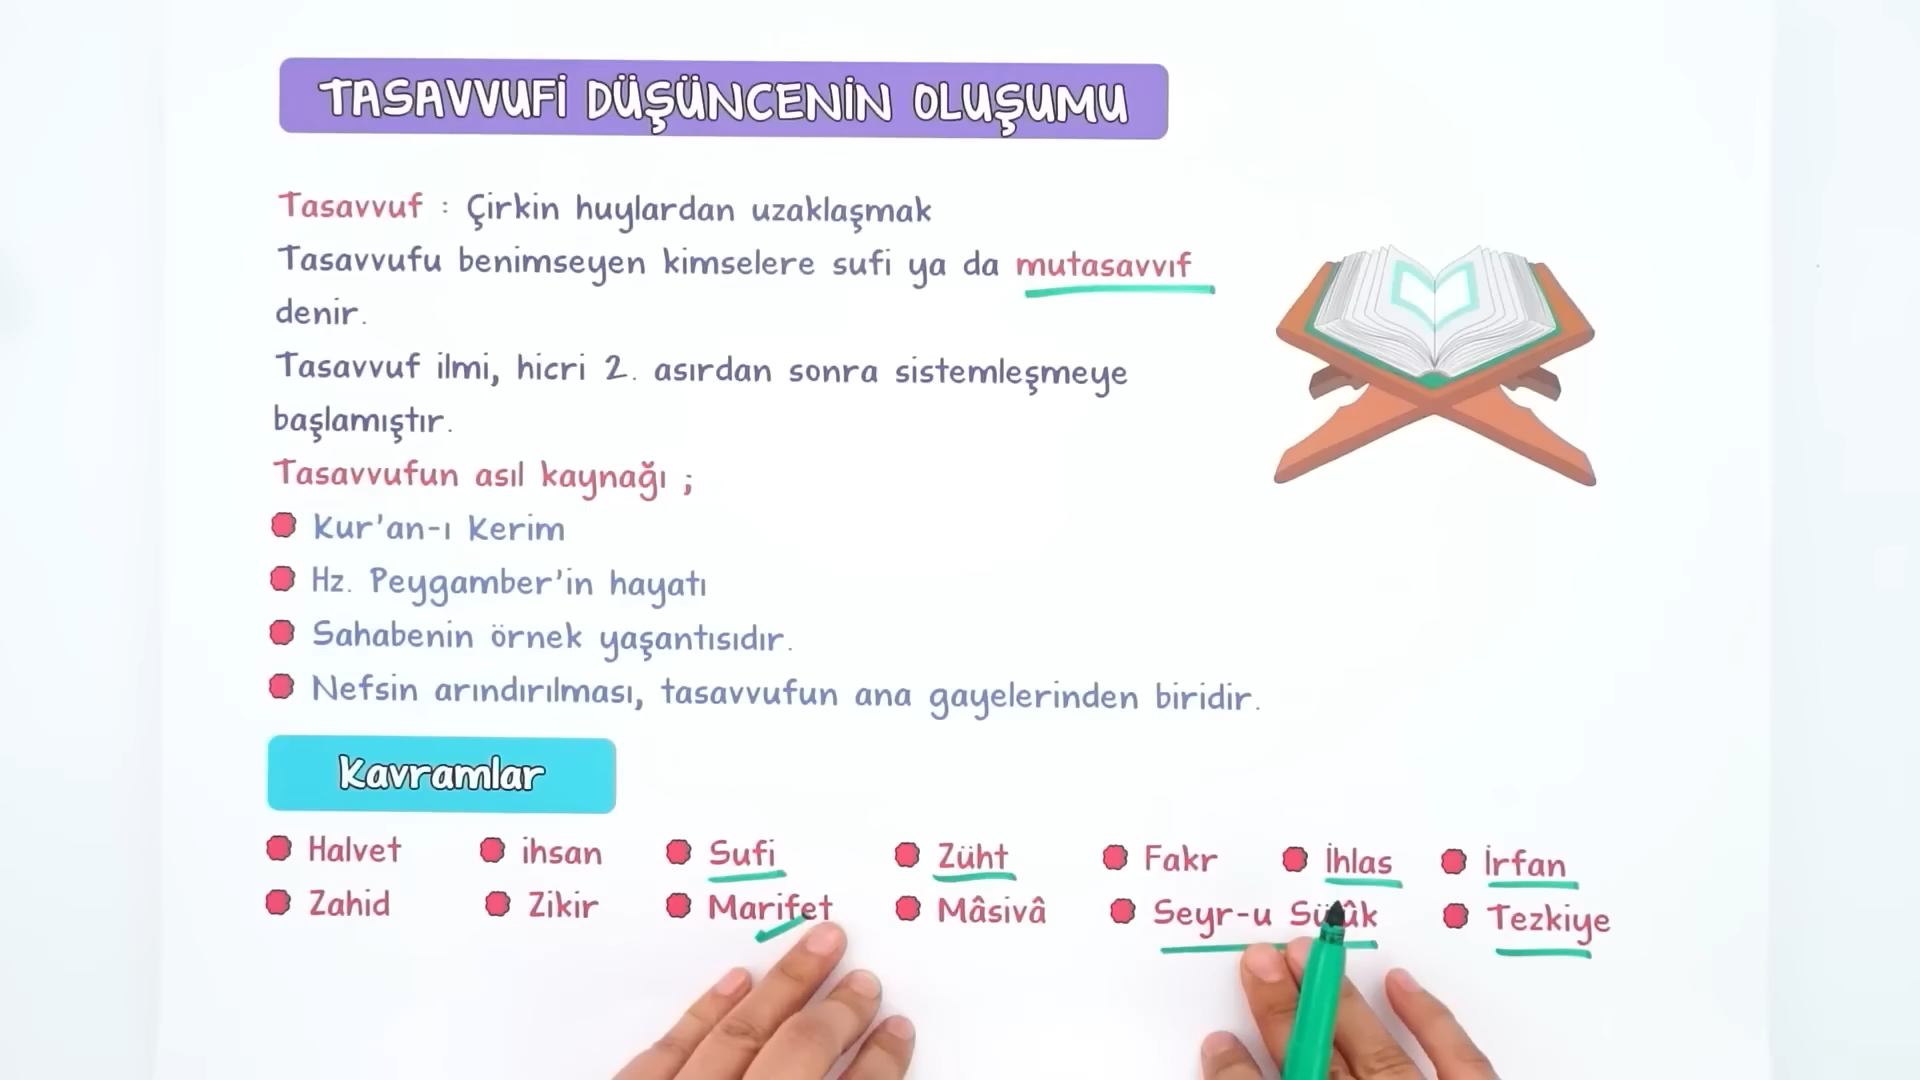 TASAVVUFİ DÜŞÜNCENİN OLUŞUMU
Tasavvuf : Çirkin huylardan uzaklaşmak
Tasavvufu benimseyen kimselere sufi ya da mutasavvıf
denir.
Tasavvuf ilmi, hicri 2. asırdan sonra sistemleşmeye
başlamıştır.
Tasavvufun asıl kaynağı ;
Kur'an-ı Kerim
Hz. Peygamber'in hayatı
Sahabenin örnek yaşantısıdır.
Nefsin arındırılması, tasavvufun ana gayelerinden biridir.
Kavramlar
Halvet ihsan Sufi Züht Fakr İhlas İrfan
Zahid Zikir Marifet Mâsivâ Seyr-u Sülûk Tezkiye